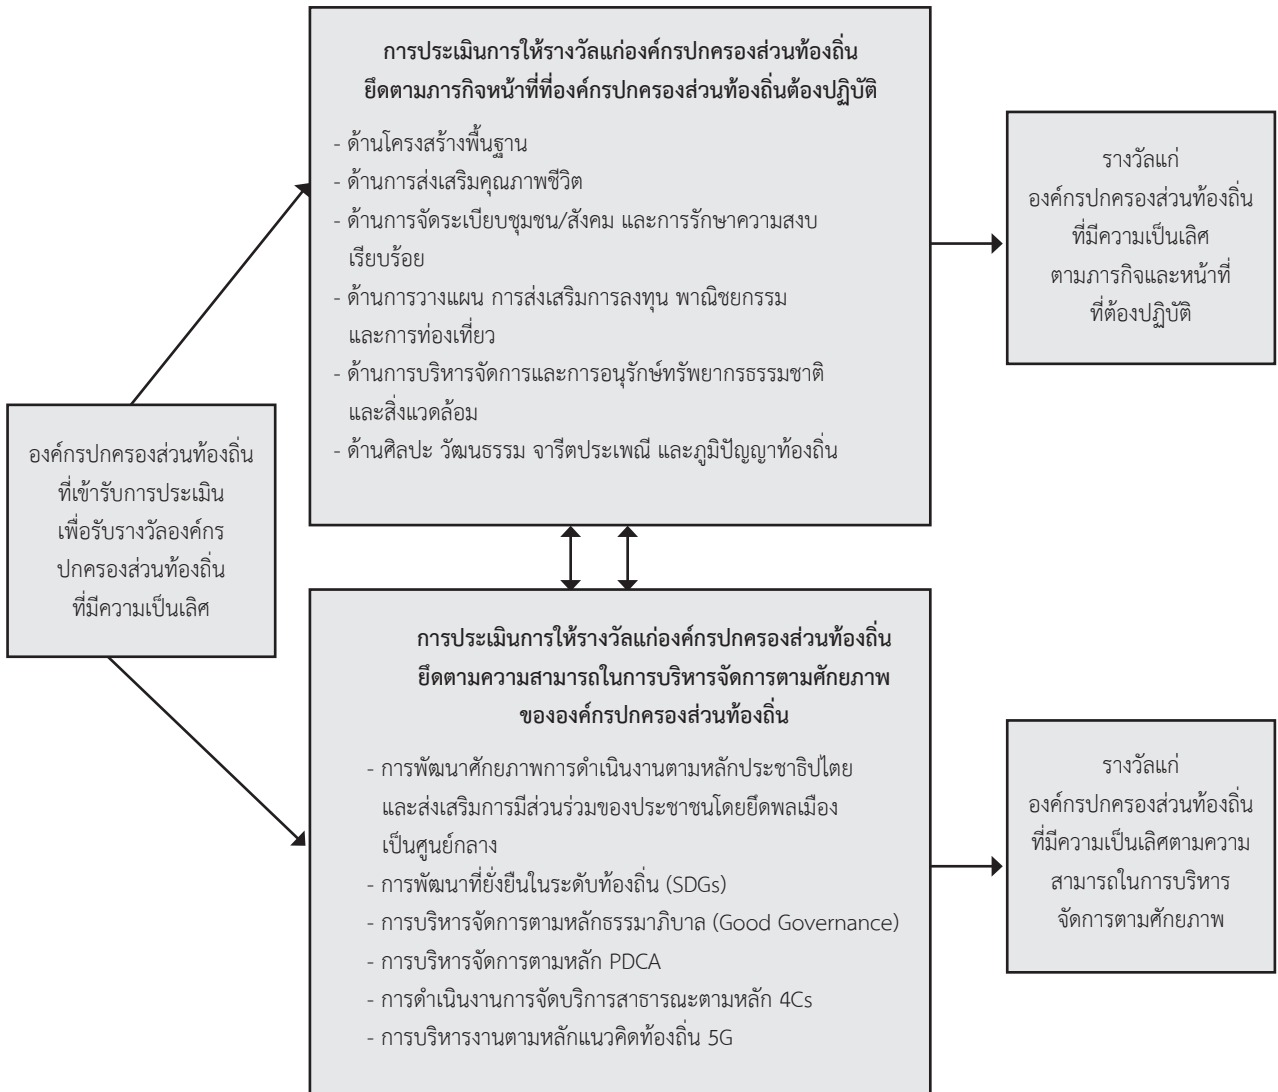 องค์กรปกครองส่วนท้องถิ่น
ที่เข้ารับการประเมิน
เพื่อรับรางวัลองค์กร
ปกครองส่วนท้องถิ่น
ที่มีความเป็นเลิศ
การประเมินการให้รางวัลแก่องค์กรปกครองส่วนท้องถิ่น
ยึดตามภารกิจหน้าที่ที่องค์กรปกครองส่วนท้องถิ่นต้องปฏิบัติ
- ด้านโครงสร้างพื้นฐาน
- ด้านการส่งเสริมคุณภาพชีวิต
- ด้านการจัดระเบียบชุมชน/สังคม และการรักษาความสงบ
เรียบร้อย
- ด้านการวางแผน การส่งเสริมการลงทุน พาณิชยกรรม
และการท่องเที่ยว
- ด้านการบริหารจัดการและการอนุรักษ์ทรัพยากรธรรมชาติ
และสิ่งแวดล้อม
- ด้านศิลปะ วัฒนธรรม จารีตประเพณี และภูมิปัญญาท้องถิ่น
รางวัลแก่
องค์กรปกครองส่วนท้องถิ่น
ที่มีความเป็นเลิศ
ตามภารกิจและหน้าที่
ที่ต้องปฏิบัติ
การประเมินการให้รางวัลแก่องค์กรปกครองส่วนท้องถิ่น
ยึดตามความสามารถในการบริหารจัดการตามศักยภาพ
ขององค์กรปกครองส่วนท้องถิ่น
- การพัฒนาศักยภาพการดำเนินงานตามหลักประชาธิปไตย
และส่งเสริมการมีส่วนร่วมของประชาชนโดยยึดพลเมือง
เป็นศูนย์กลาง
- การพัฒนาที่ยั่งยืนในระดับท้องถิ่น (SDGs)
- การบริหารจัดการตามหลักธรรมาภิบาล (Good Governance)
- การบริหารจัดการตามหลัก PDCA
- การดำเนินงานการจัดบริการสาธารณะตามหลัก 4Cs
- การบริหารงานตามหลักแนวคิดท้องถิ่น 5G
รางวัลแก่
องค์กรปกครองส่วนท้องถิ่น
ที่มีความเป็นเลิศตามความ
สามารถในการบริหาร
จัดการตามศักยภาพ